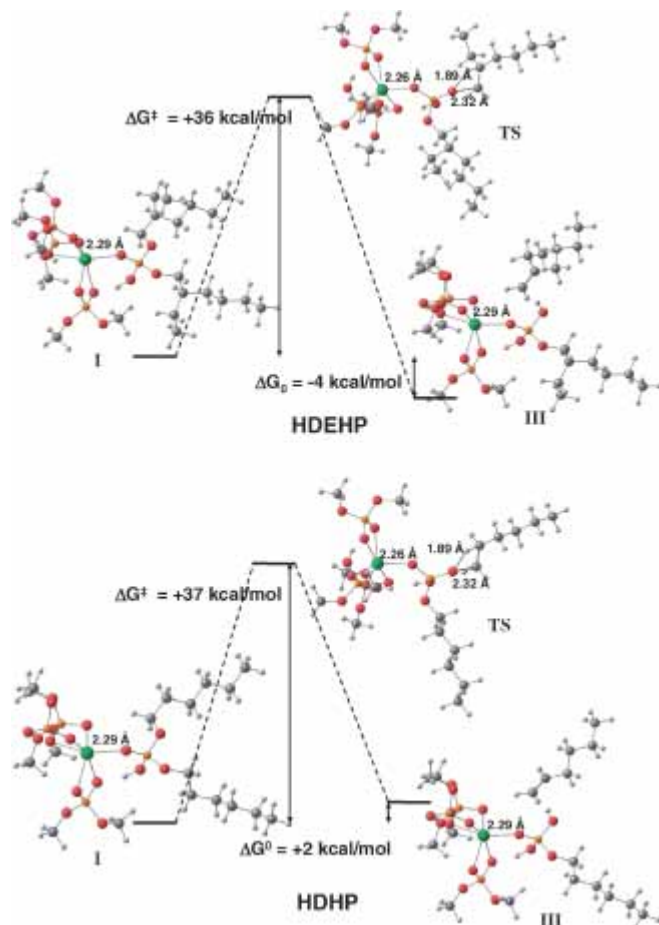 2.26 Å
1.89 Å
2.32 Å
ΔG‡ = +36 kcal/mol
TS
2.29 Å
I
2.29 Å
ΔG0 = -4 kcal/mol
HDEHP
III
2.26 Å
1.89 Å
2.32 Å
ΔG‡ = +37 kcal/mol
TS
2.29 Å
I
2.29 Å
ΔG⁰ = +2 kcal/mol
HDHP
III